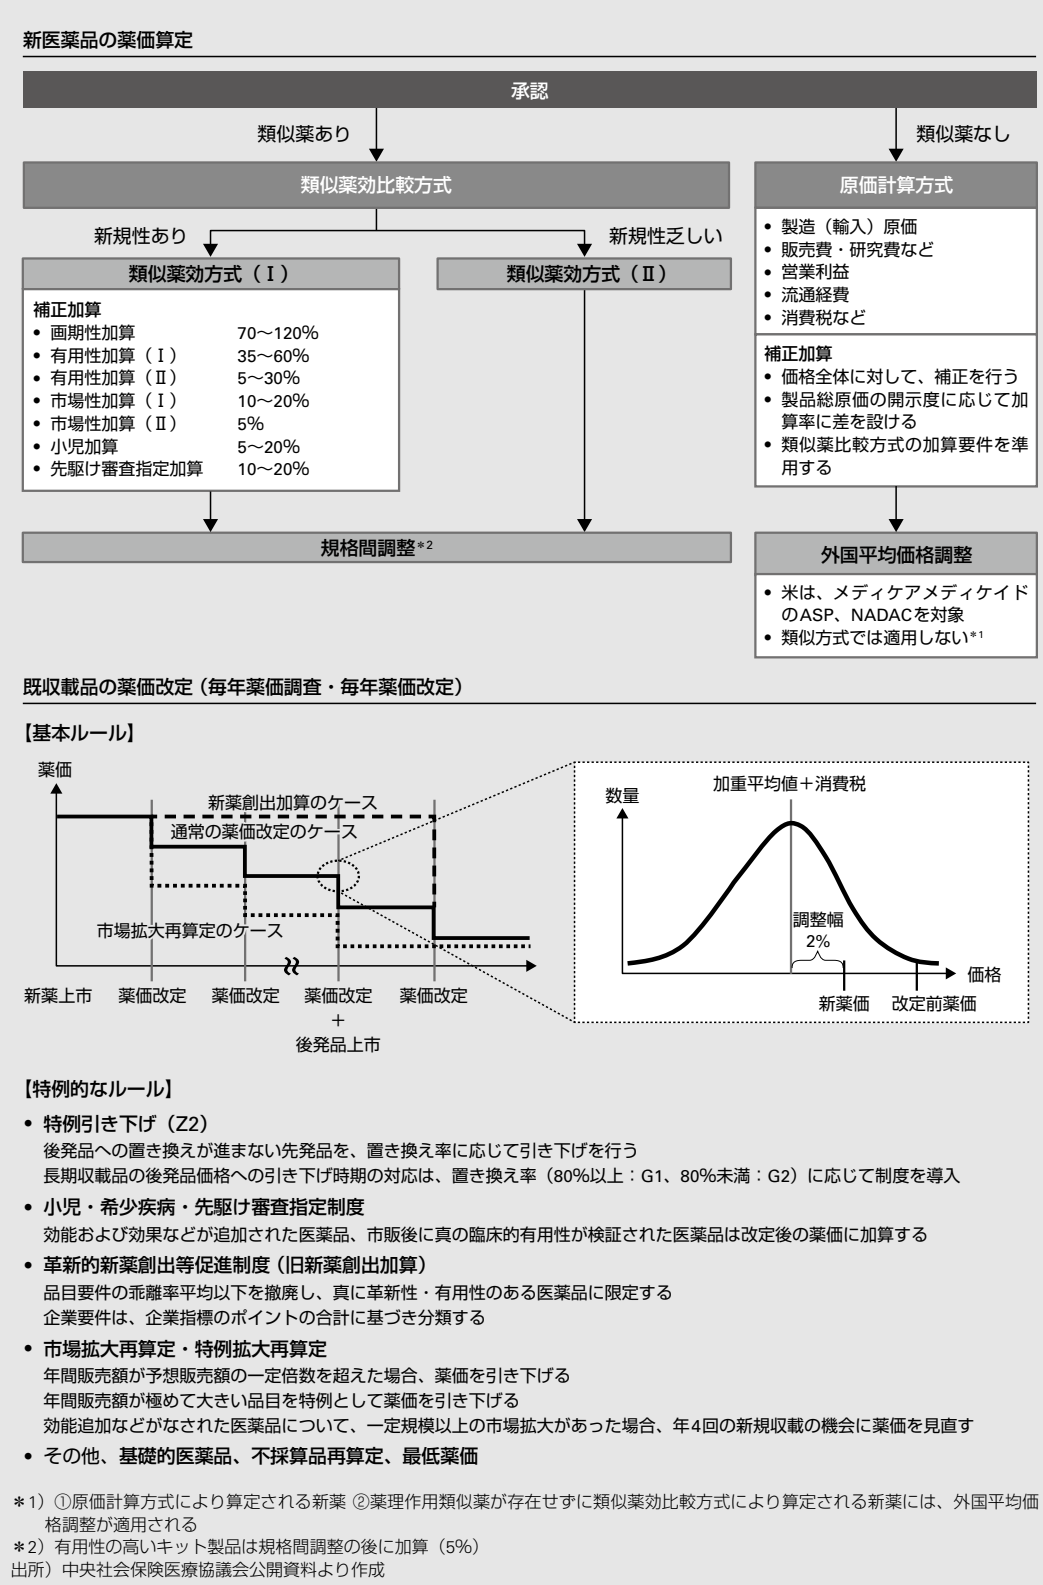 新医薬品の薬価算定
承認
類似薬あり
類似薬なし
類似薬効比較方式
原価計算方式
新規性あり
新規性乏しい
類似薬効方式（Ⅰ）
類似薬効方式（Ⅱ）
補正加算
• 画期性加算 70〜120%
• 有用性加算（Ⅰ） 35〜60%
• 有用性加算（Ⅱ） 5〜30%
• 市場性加算（Ⅰ） 10〜20%
• 市場性加算（Ⅱ） 5%
• 小児加算 5〜20%
• 先駆け審査指定加算 10〜20%
• 製造（輸入）原価
• 販売費・研究費など
• 営業利益
• 流通経費
• 消費税など
補正加算
• 価格全体に対して、補正を行う
• 製品総原価の開示度に応じて加
算率に差を設ける
• 類似薬比較方式の加算要件を準
用する
規格間調整＊2
外国平均価格調整
• 米は、メディケアメディケイド
のASP、NADACを対象
• 類似方式では適用しない＊1
既収載品の薬価改定（毎年薬価調査・毎年薬価改定）
【基本ルール】
薬価
新薬創出加算のケース
通常の薬価改定のケース
市場拡大再算定のケース
新薬上市
薬価改定
薬価改定
薬価改定
薬価改定
＋
後発品上市
数量
加重平均値＋消費税
調整幅
2%
価格
新薬価
改定前薬価
【特例的なルール】
• 特例引き下げ（Z2）
後発品への置き換えが進まない先発品を、置き換え率に応じて引き下げを行う
長期収載品の後発品価格への引き下げ時期の対応は、置き換え率（80%以上：G1、80%未満：G2）に応じて制度を導入
• 小児・希少疾病・先駆け審査指定制度
効能および効果などが追加された医薬品、市販後に真の臨床的有用性が検証された医薬品は改定後の薬価に加算する
• 革新的新薬創出等促進制度（旧新薬創出加算）
品目要件の乖離率平均以下を撤廃し、真に革新性・有用性のある医薬品に限定する
企業要件は、企業指標のポイントの合計に基づき分類する
• 市場拡大再算定・特例拡大再算定
年間販売額が予想販売額の一定倍数を超えた場合、薬価を引き下げる
年間販売額が極めて大きい品目を特例として薬価を引き下げる
効能追加などがなされた医薬品について、一定規模以上の市場拡大があった場合、年4回の新規収載の機会に薬価を見直す
• その他、基礎的医薬品、不採算品再算定、最低薬価
＊1）①原価計算方式により算定される新薬 ②薬理作用類似薬が存在せずに類似薬効比較方式により算定される新薬には、外国平均価
格調整が適用される
＊2）有用性の高いキット製品は規格間調整の後に加算（5%）
出所）中央社会保険医療協議会公開資料より作成